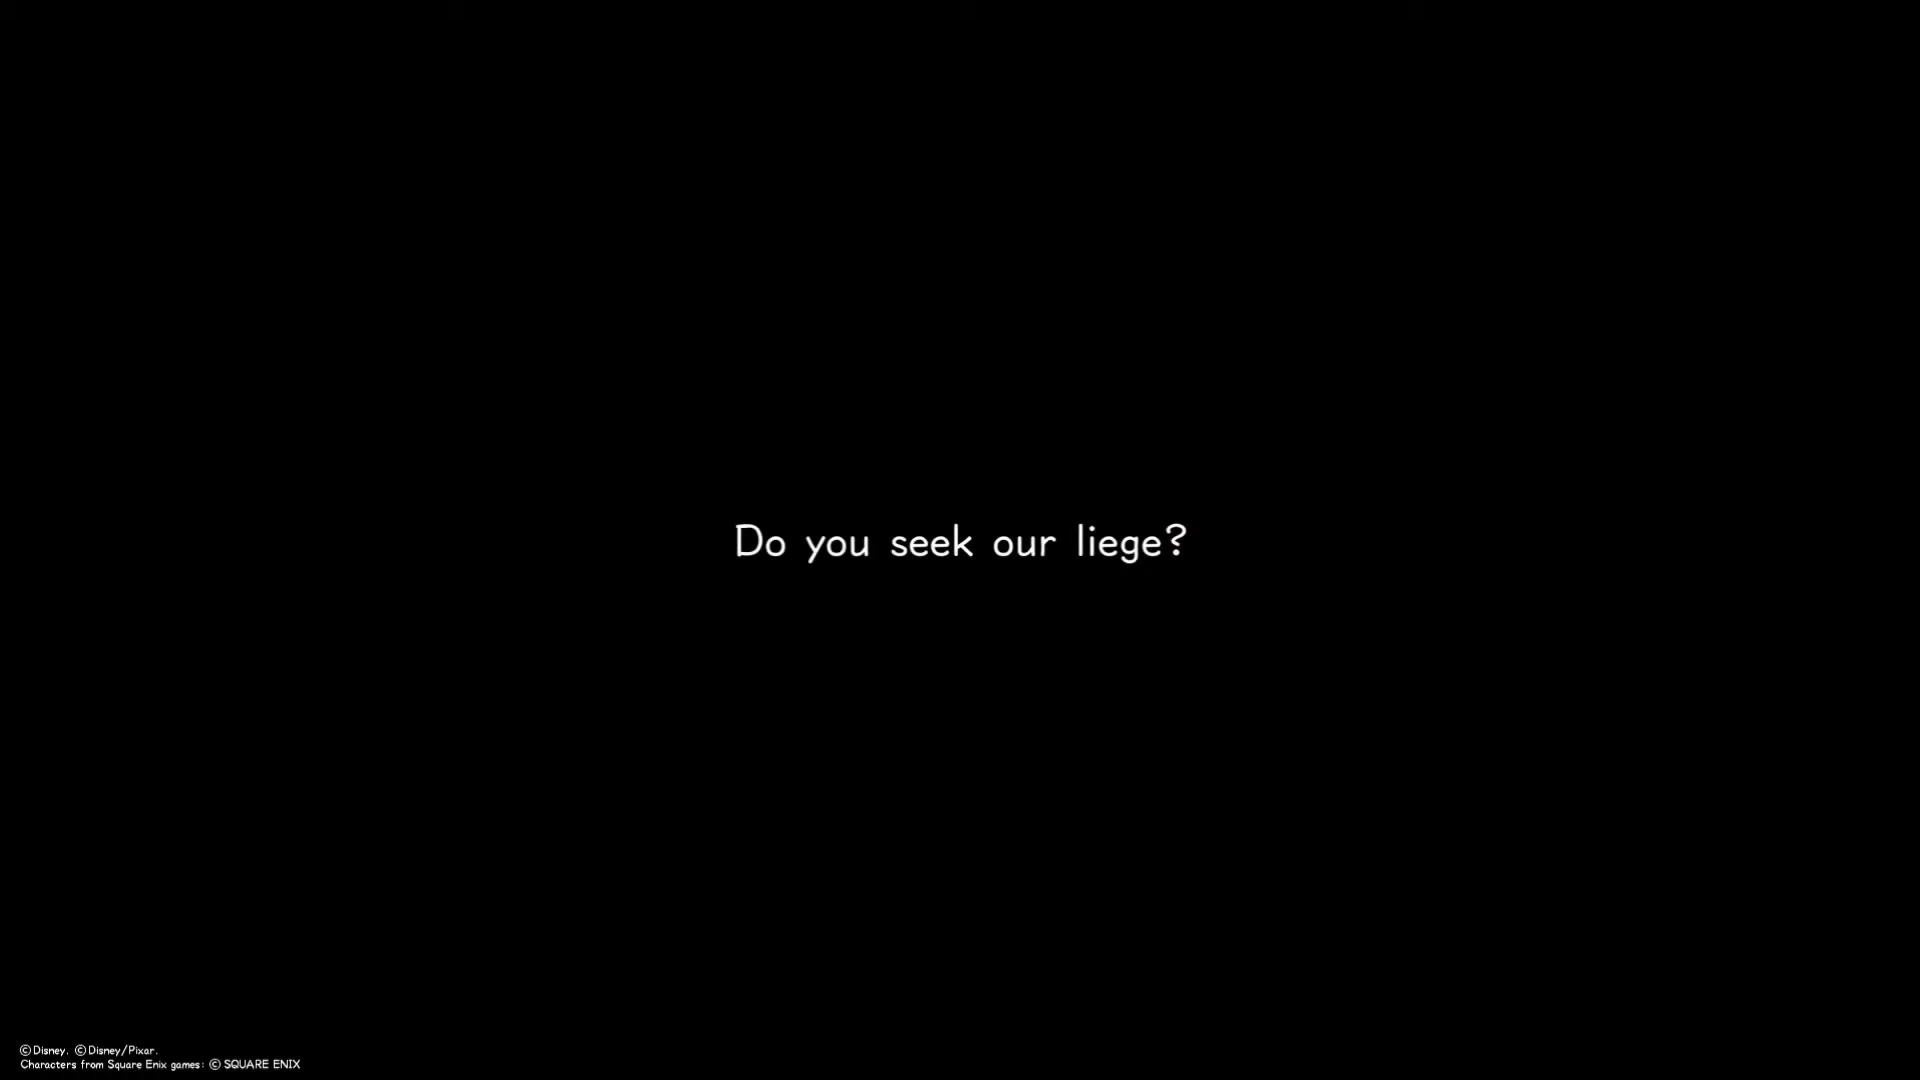 Do you seek our liege?
©Disney. ©Disney/Pixar.
Characters from Square Enix games: © SQUARE ENIX